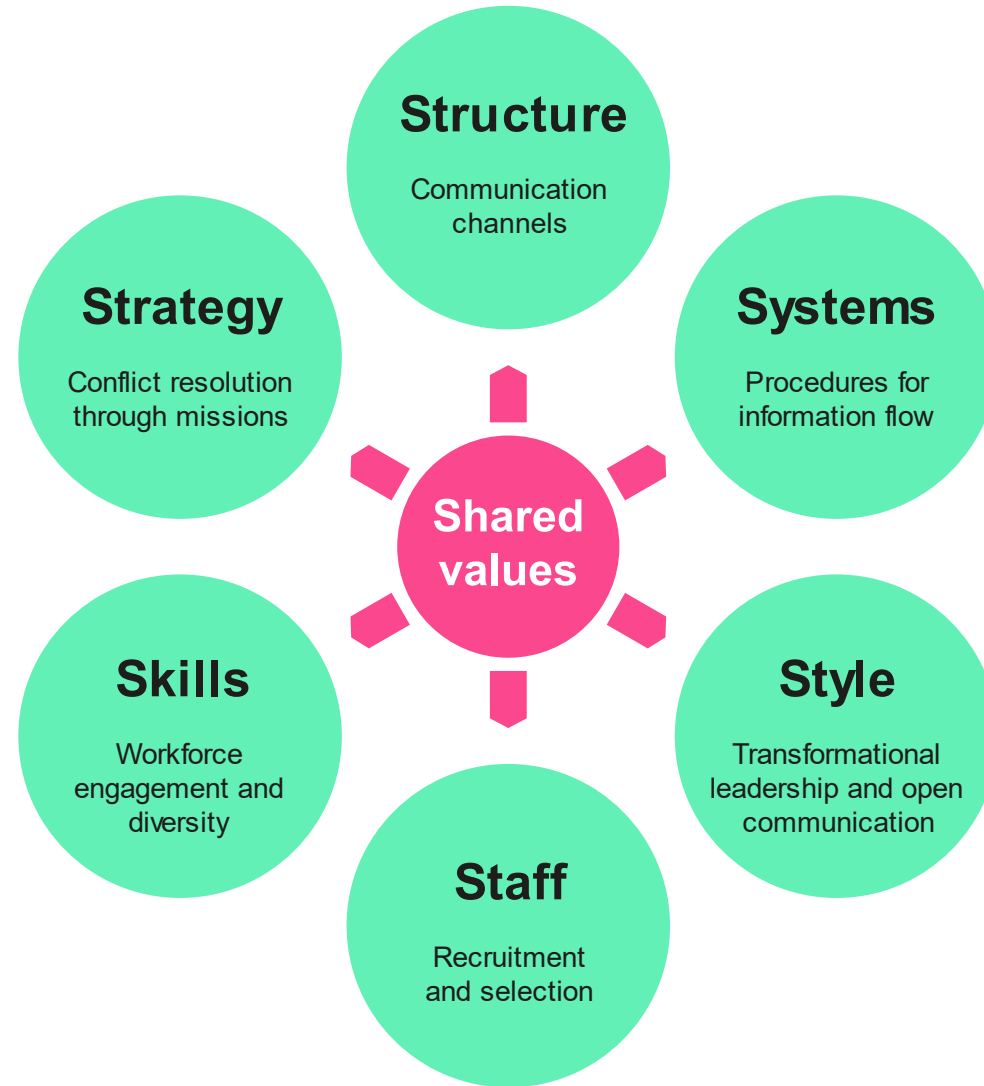 Structure
Communication
channels
Strategy
Conflict resolution
through missions
Systems
Procedures for
information flow
Shared
values
Skills
Workforce
engagement and
diversity
Style
Transformational
leadership and open
communication
Staff
Recruitment
and selection